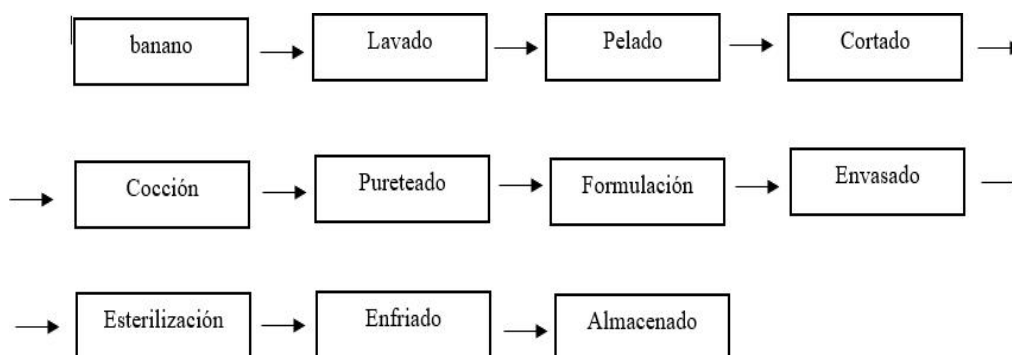 banano
Lavado
Pelado
Cortado
Cocción
Pureteado
Formulación
Envasado
Esterilización
Enfriado
Almacenado